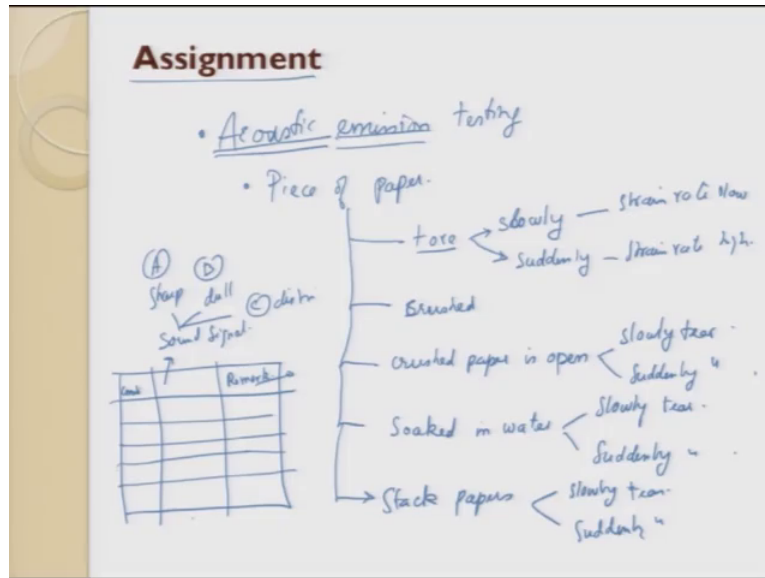 Assignment
• Acoustic emission testing
• Piece of paper.
tore
slowly — strain rate slow
suddenly — strain rate high.
crushed paper is open
slowly tear.
suddenly "
Soaked in water
slowly tear.
Suddenly "
Stack papers
slowly tear.
Suddenly "
A B
sharp dull
C
Sound signal.
Remark